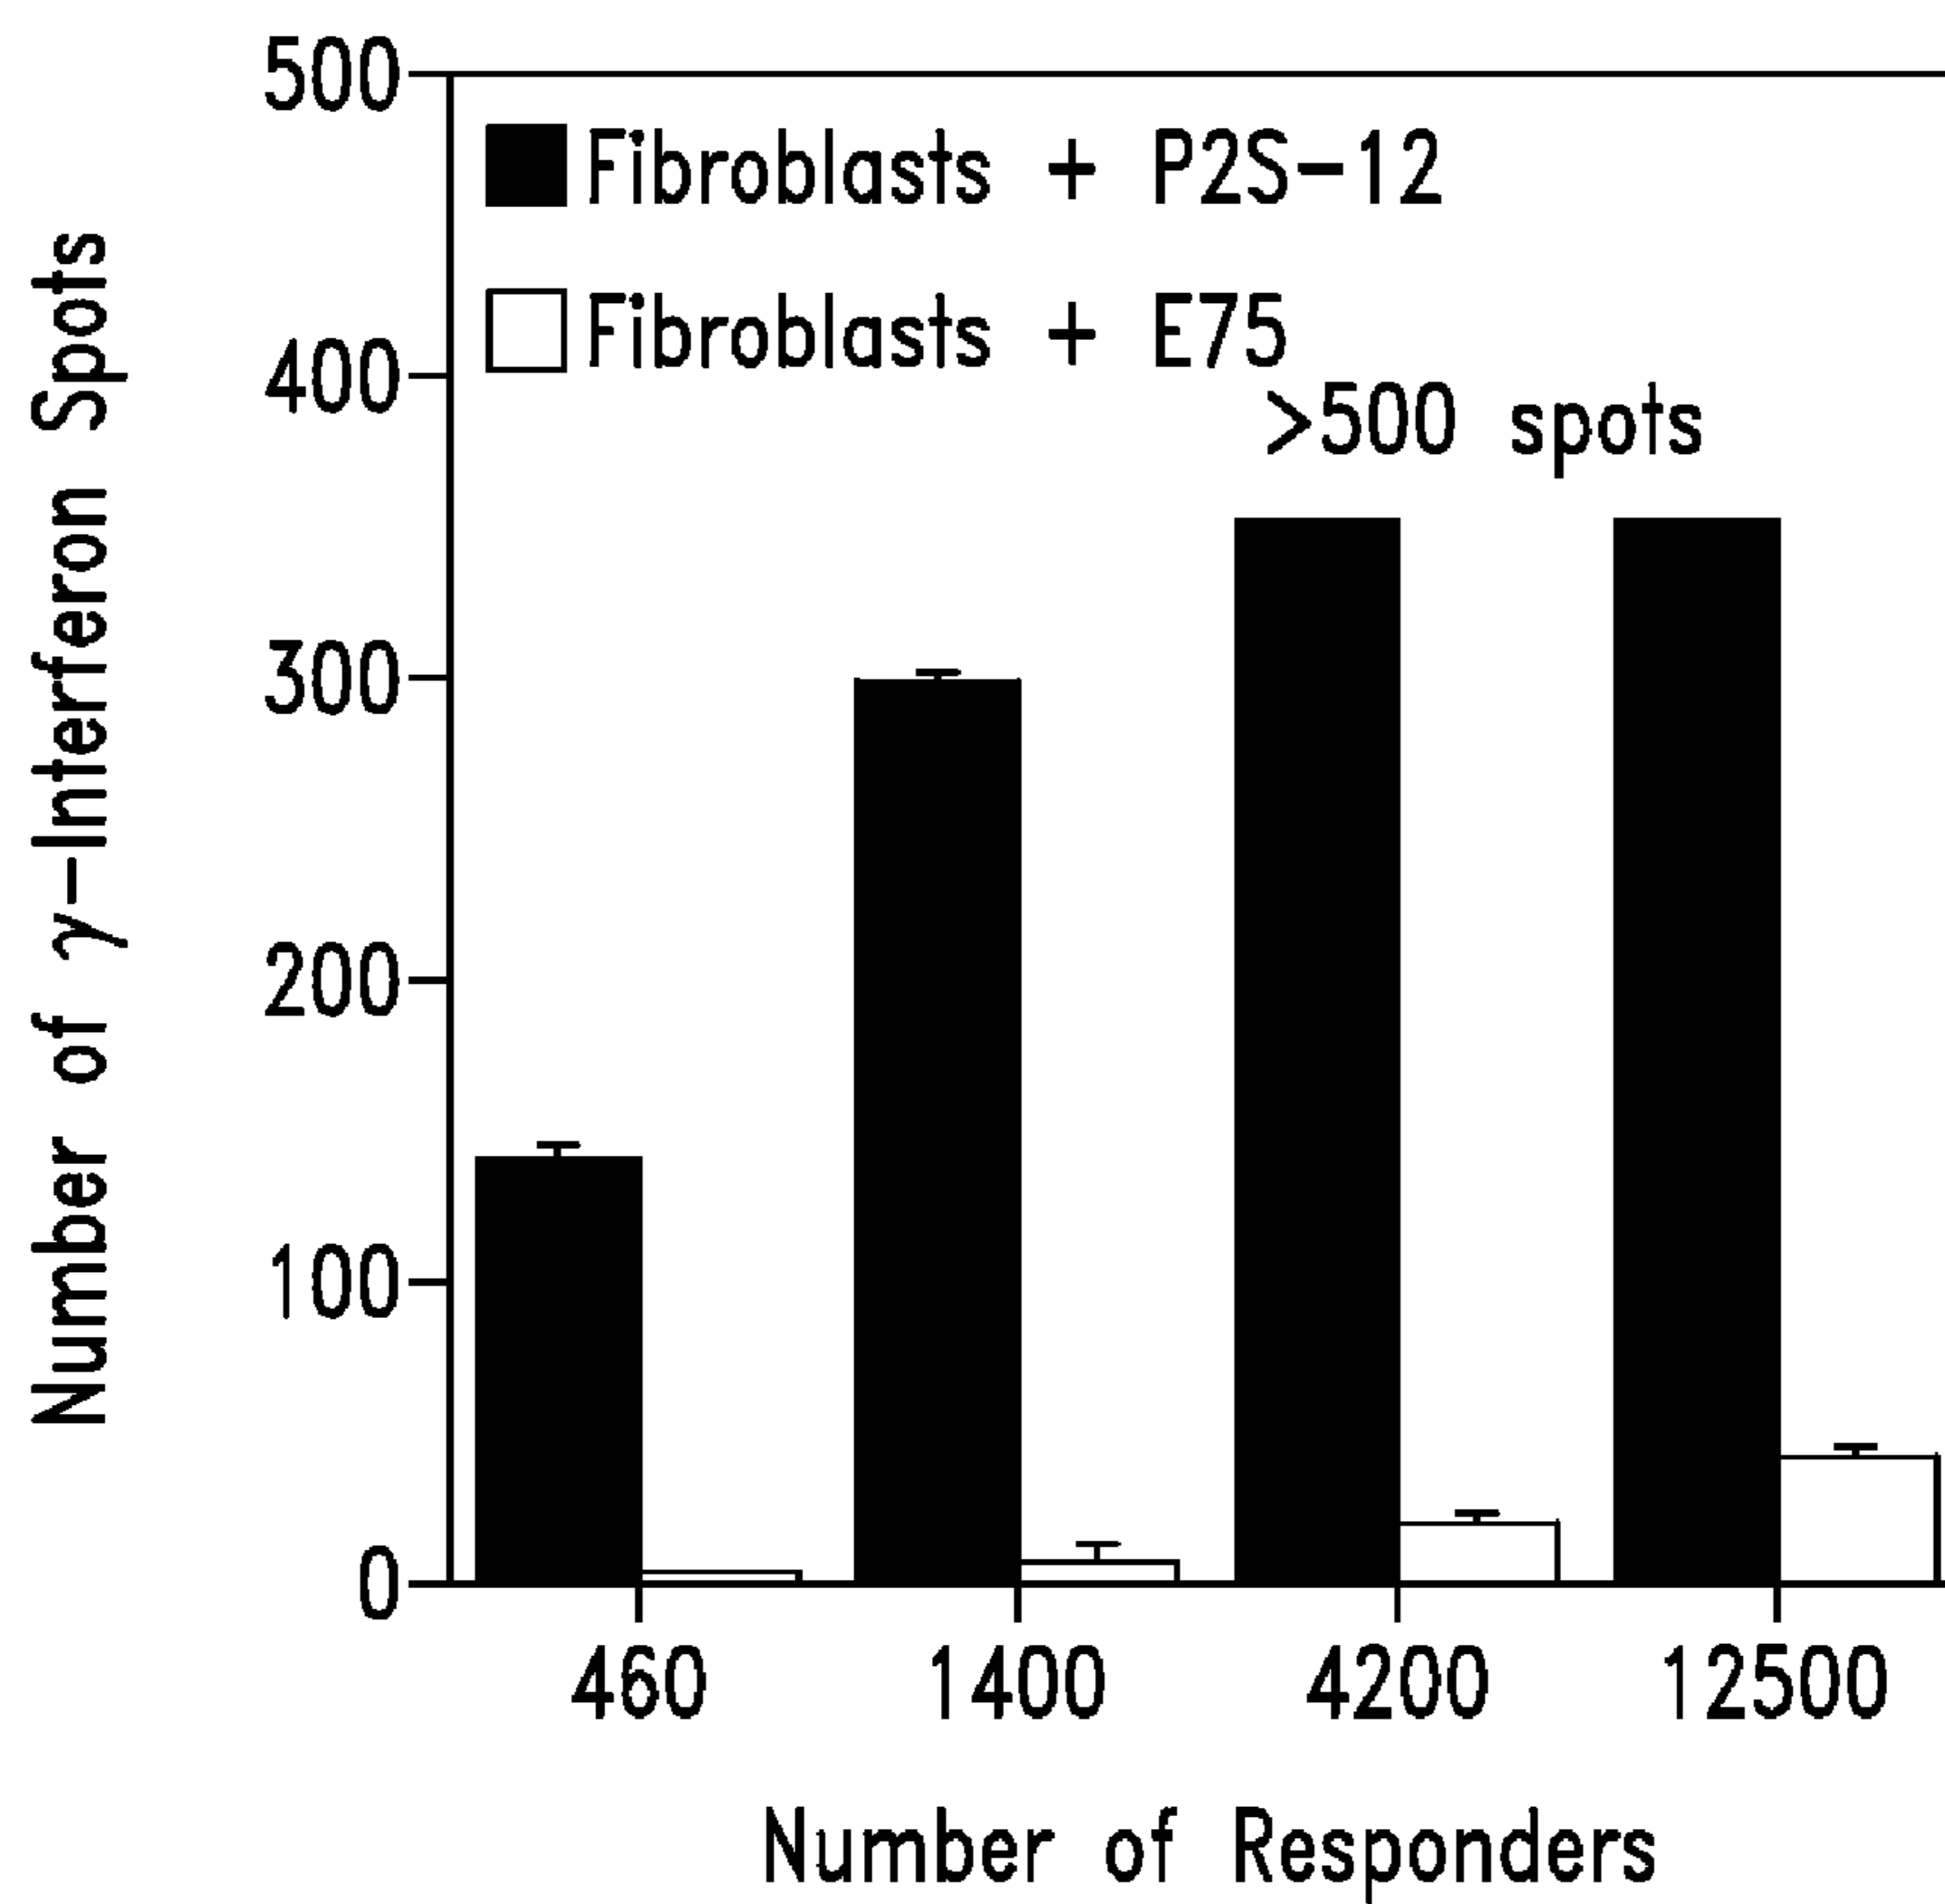 500
Fibroblasts + P2S-12
Fibroblasts + E75
400
>500 spots
300
200
100
0
Number of γ-Interferon Spots
460 1400 4200 12500
Number of Responders